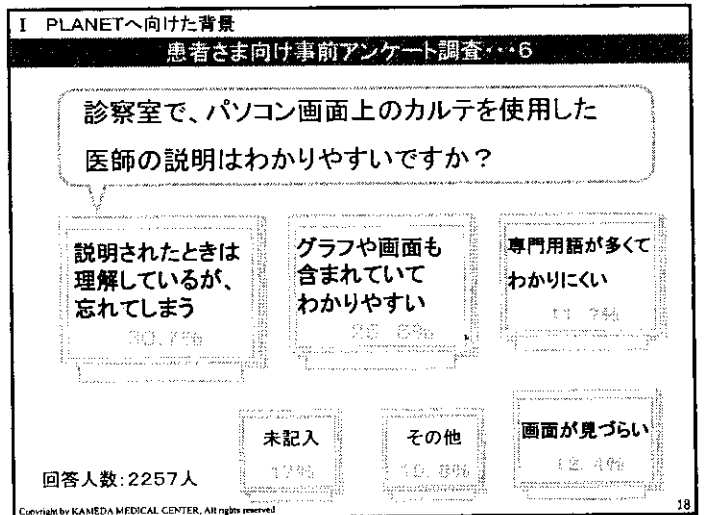 I PLANETへ向けた背景
患者さま向け事前アンケート調査・・・6
診察室で、パソコン画面上のカルテを使用した
医師の説明はわかりやすいですか?
説明されたときは
理解しているが、
忘れてしまう
30.7%
グラフや画面も
含まれていて
わかりやすい
専門用語が多くて
わかりにくい
未記入
17%
その他
10.8%
画面が見づらい
回答人数:2257人
Copyright by KAMEDA MEDICAL CENTER, All rights reserved
18